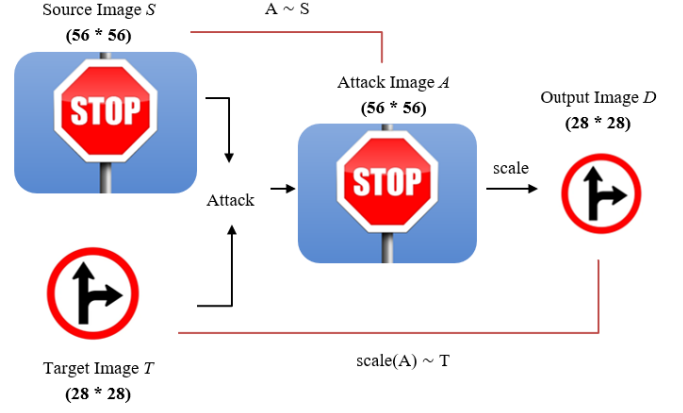 Source Image S
(56 * 56)
A ~ S
STOP
Attack Image A
(56 * 56)
STOP
Output Image D
(28 * 28)
scale
Attack
Target Image T
(28 * 28)
scale(A) ~ T